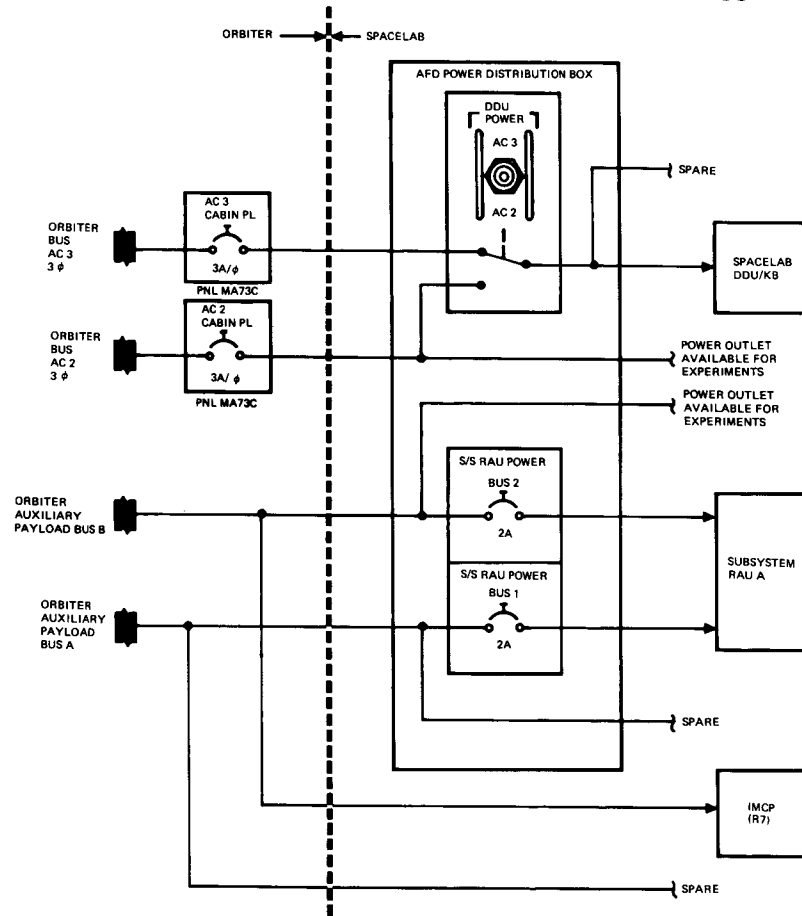 ORBITER
SPACELAB
AFD POWER DISTRIBUTION BOX
DDU
POWER
AC 3
AC 2
SPARE
AC 3
CABIN PL
3A/ϕ
PNL MA73C
ORBITER
BUS
AC 3
3 ϕ
SPACELAB
DDU/KB
AC 2
CABIN PL
3A/ϕ
PNL MA73C
ORBITER
BUS
AC 2
3 ϕ
POWER OUTLET
AVAILABLE FOR
EXPERIMENTS
POWER OUTLET
AVAILABLE FOR
EXPERIMENTS
S/S RAU POWER
BUS 2
2A
ORBITER
AUXILIARY
PAYLOAD BUS B
SUBSYSTEM
RAU A
S/S RAU POWER
BUS 1
2A
ORBITER
AUXILIARY
PAYLOAD
BUS A
SPARE
IMCP
(R7)
SPARE